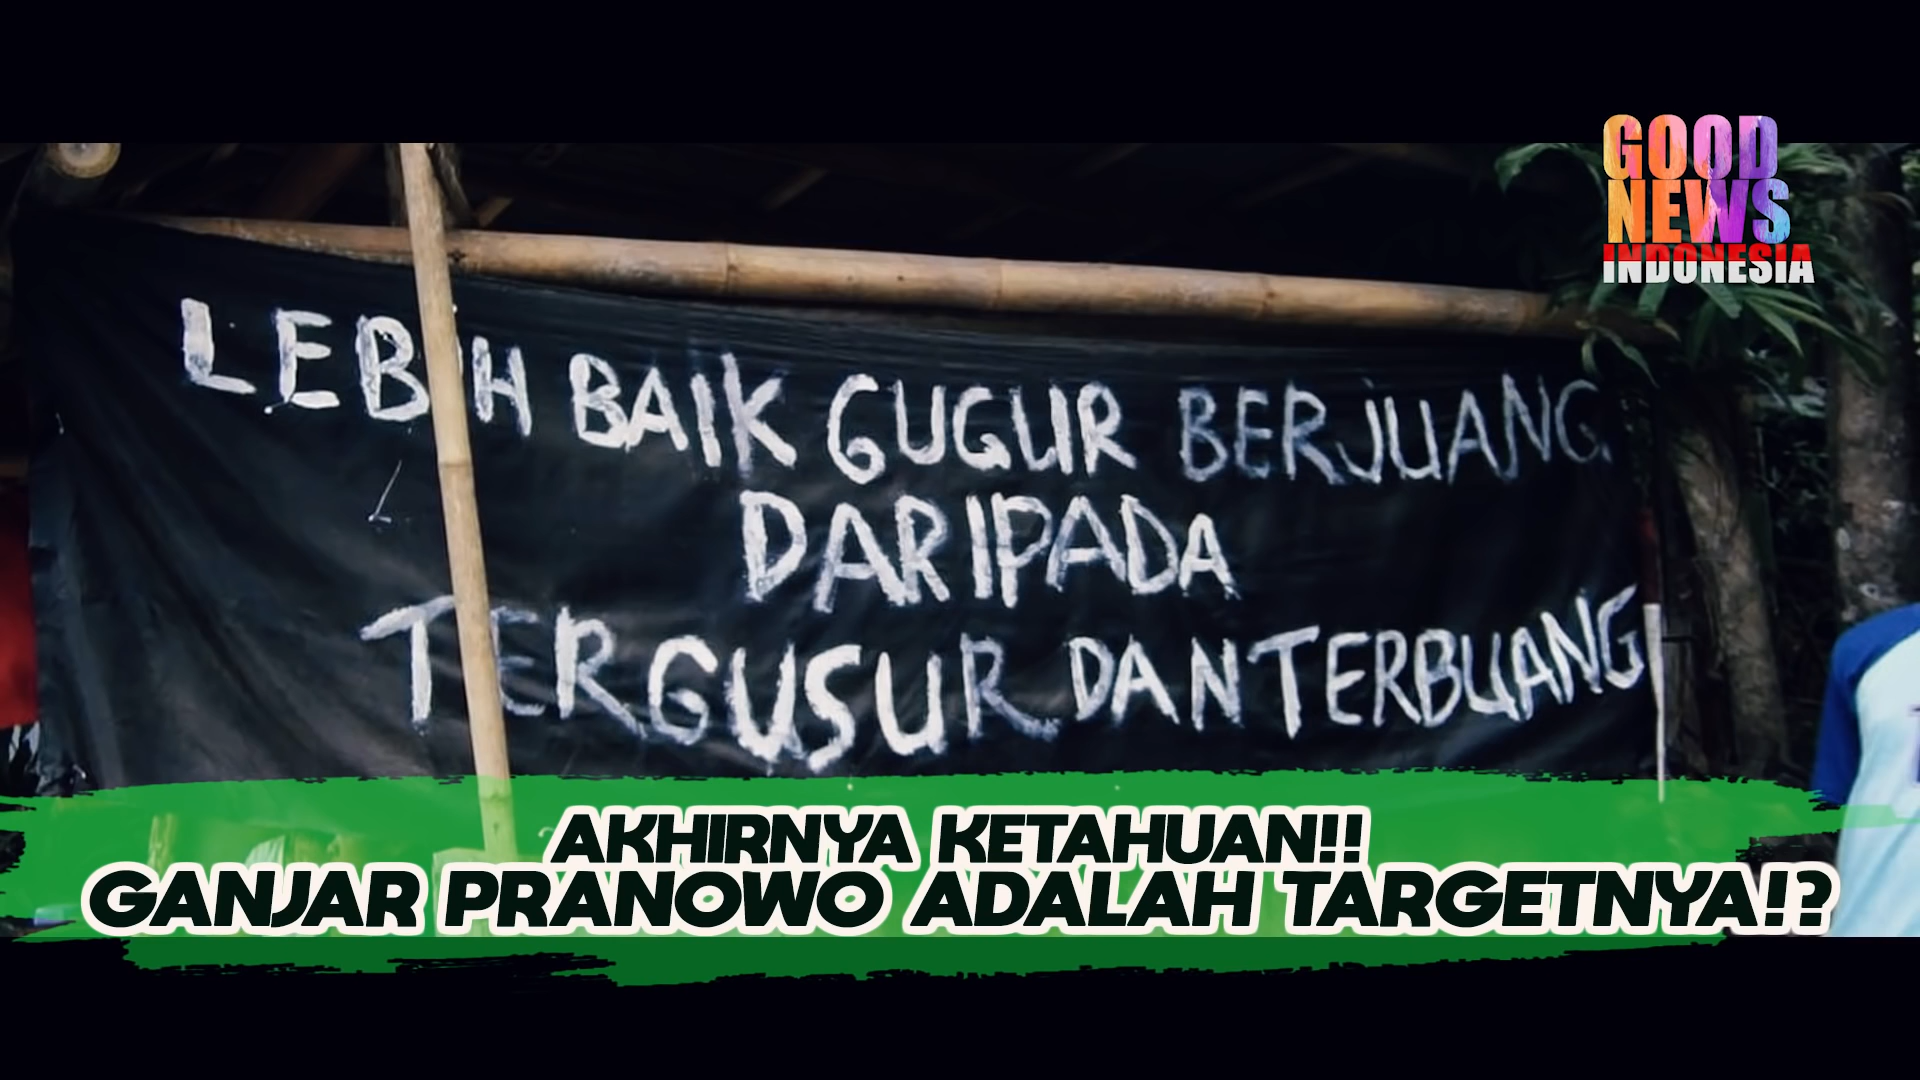 GOOD
NEWS
INDONESIA
LEBIH BAIK GUGUR BERJUANG
DARIPADA
TERGUSUR DAN TERBUANG
AKHIRNYA KETAHUAN!!
GANJAR PRANOWO ADALAH TARGETNYA!?